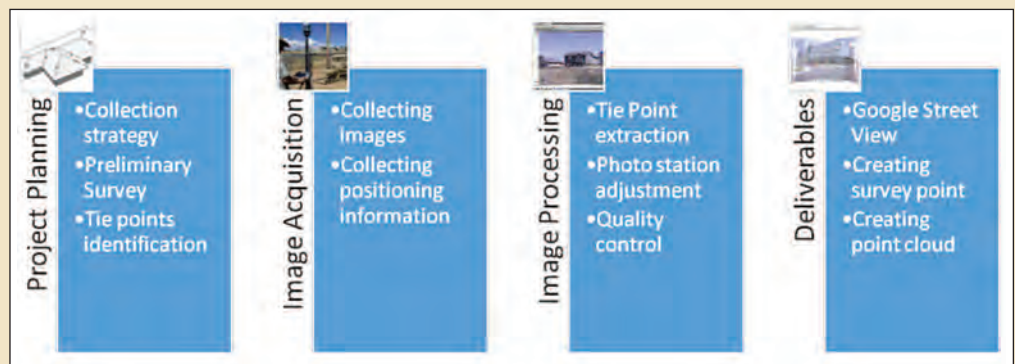 Project Planning
•Collection
strategy
•Preliminary
Survey
•Tie points
identification
Image Acquisition
•Collecting
Images
•Collecting
positioning
information
Image Processing
•Tie Point
extraction
•Photo station
adjustment
•Quality
control
Deliverables
•Google Street
View
•Creating
survey point
•Creating
point cloud